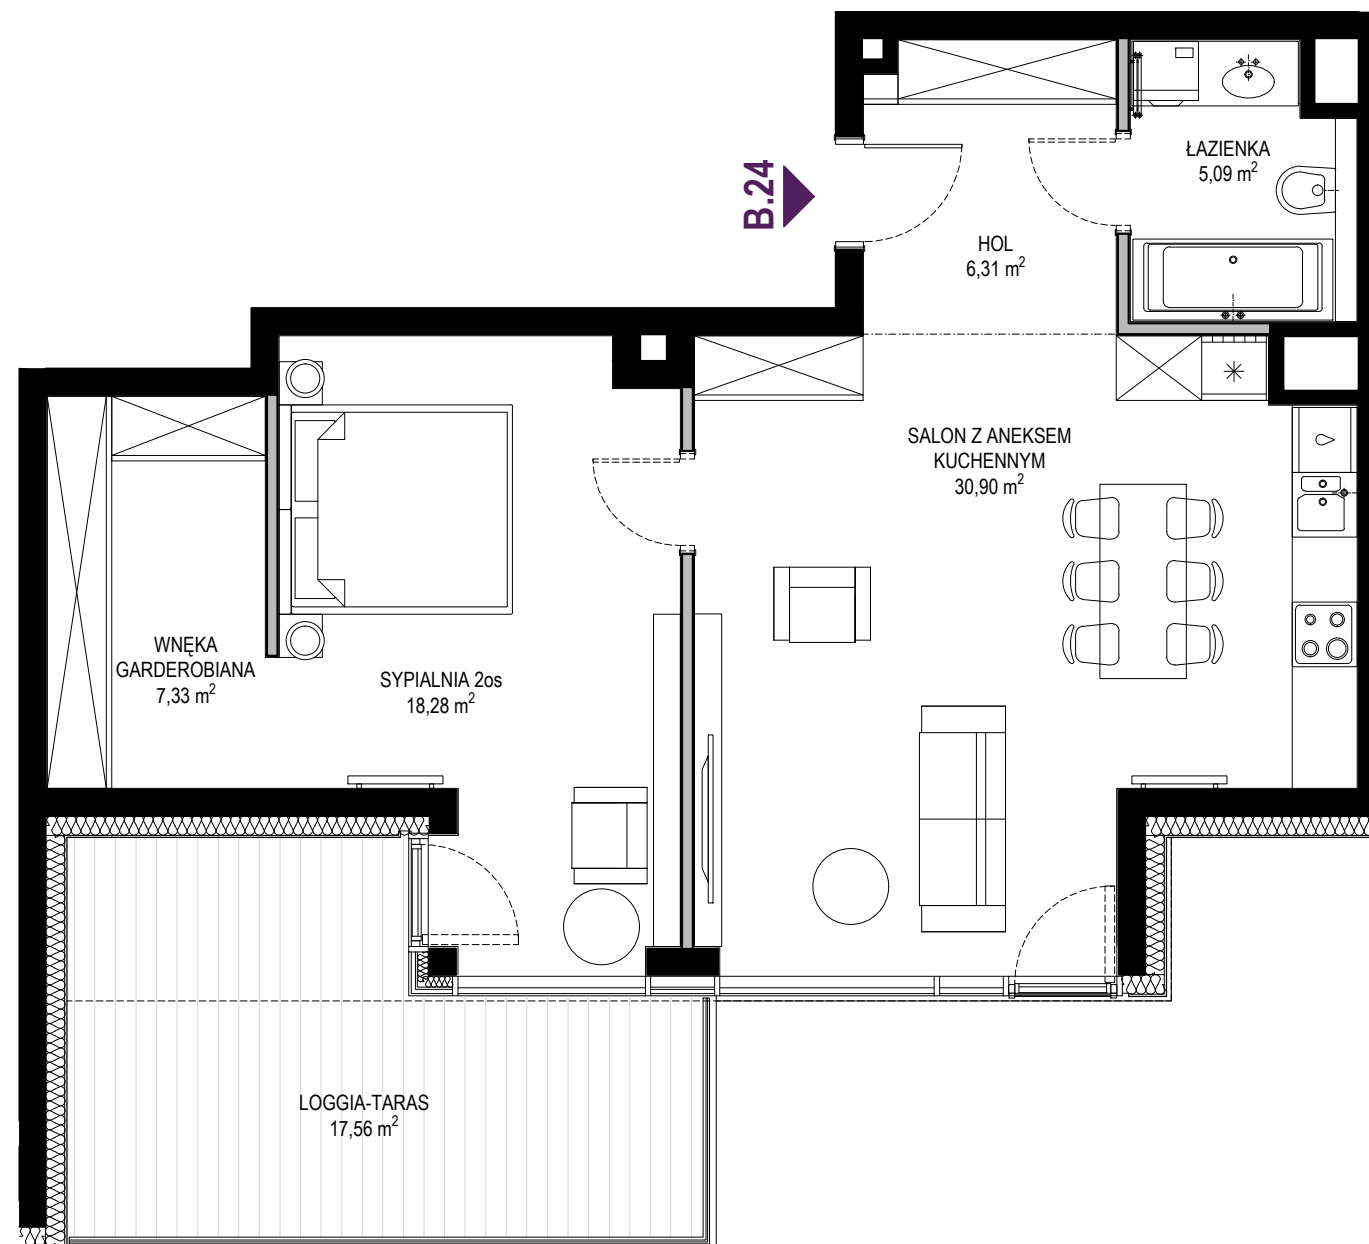 B.24
ŁAZIENKA
5,09 m²
HOL
6,31 m²
SALON Z ANEKSEM
KUCHENNYM
30,90 m²
WNĘKA
GARDEROBIANA
7,33 m²
SYPIALNIA 2os
18,28 m²
LOGGIA-TARAS
17,56 m²